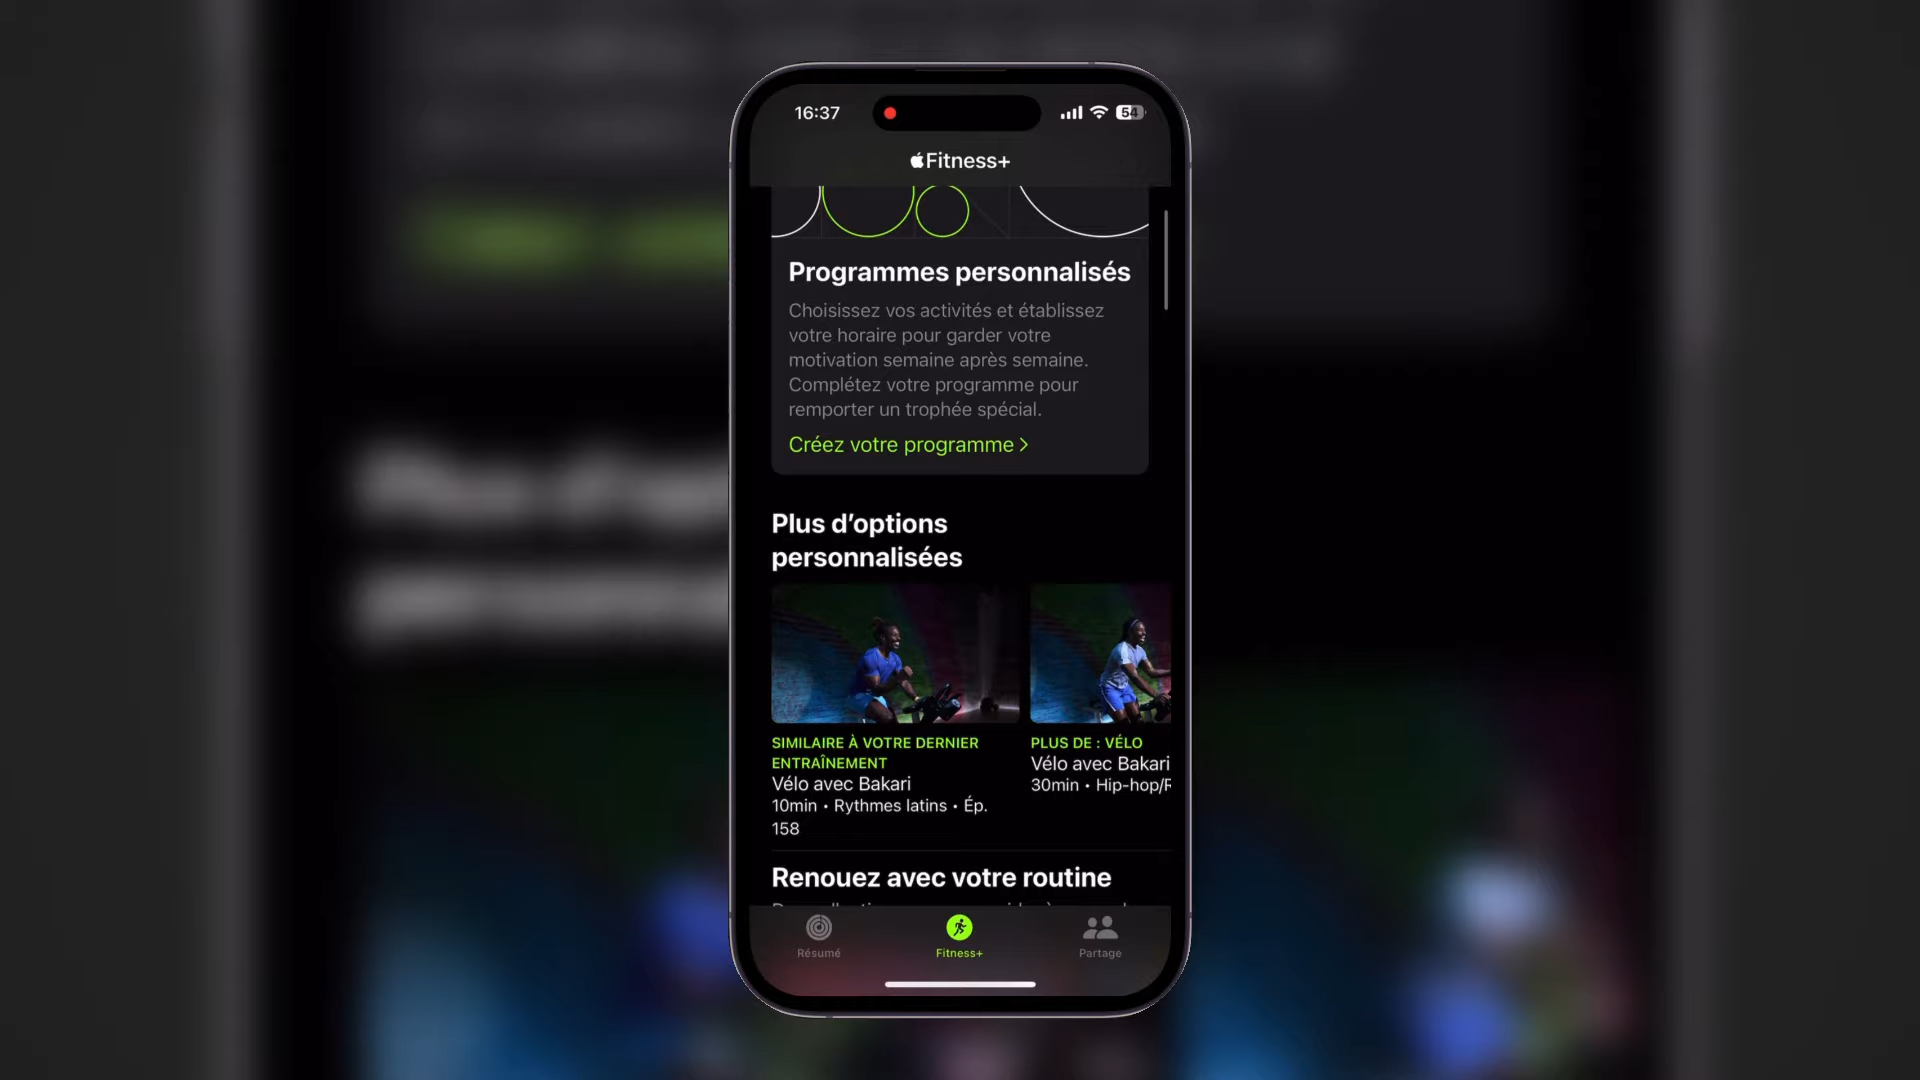 16:37
54
Fitness+
Programmes personnalisés
Choisissez vos activités et établissez
votre horaire pour garder votre
motivation semaine après semaine.
Complétez votre programme pour
remporter un trophée spécial.
Créez votre programme >
Plus d’options
personnalisées
SIMILAIRE À VOTRE DERNIER
ENTRAÎNEMENT
Vélo avec Bakari
10min • Rythmes latins • Ép.
158
PLUS DE : VÉLO
Vélo avec Bakari
30min • Hip-hop/R
Renouez avec votre routine
Résumé
Fitness+
Partage